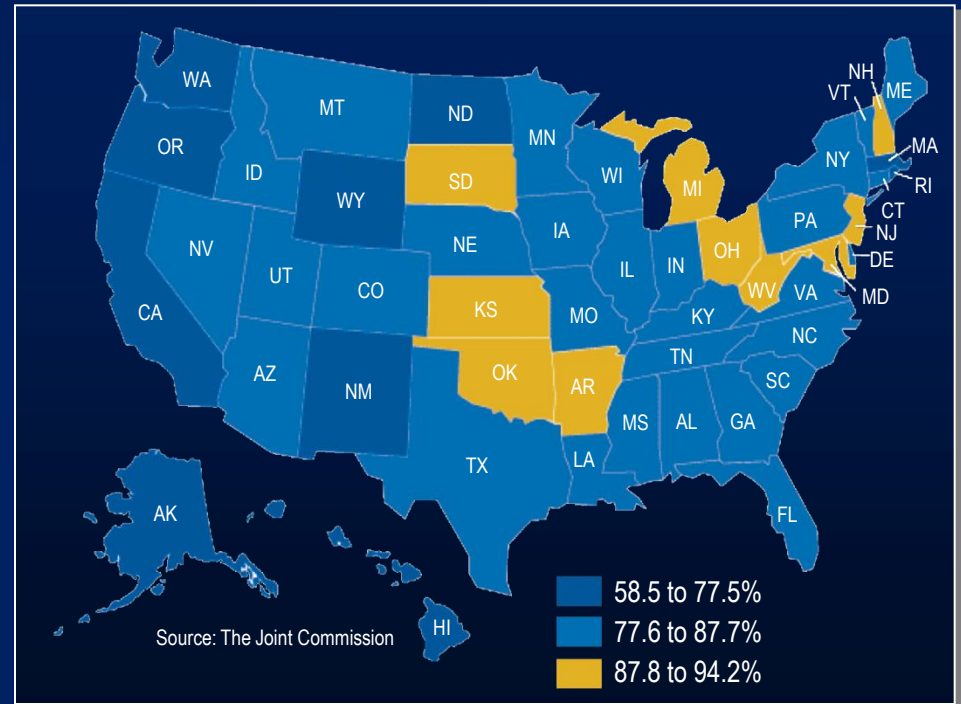 NH
WA
VT
ME
MT
ND
MN
OR
MA
NY
ID
WI
SD
MI
RI
WY
CT
PA
IA
NJ
NE
NV
OH
DE
IL
IN
UT
CO
WV
VA
MD
CA
KS
MO
KY
NC
TN
AZ
OK
SC
NM
AR
MS
AL
GA
LA
TX
AK
FL
58.5 to 77.5%
HI
Source: The Joint Commission
77.6 to 87.7%
87.8 to 94.2%